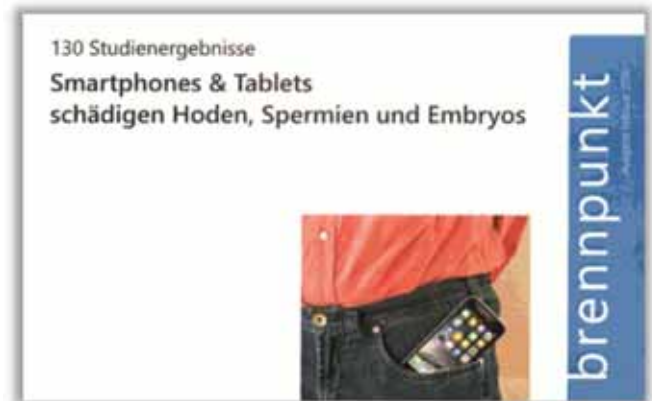 130 Studienergebnisse
Smartphones & Tablets
schädigen Hoden, Spermien und Embryos
brennpunkt